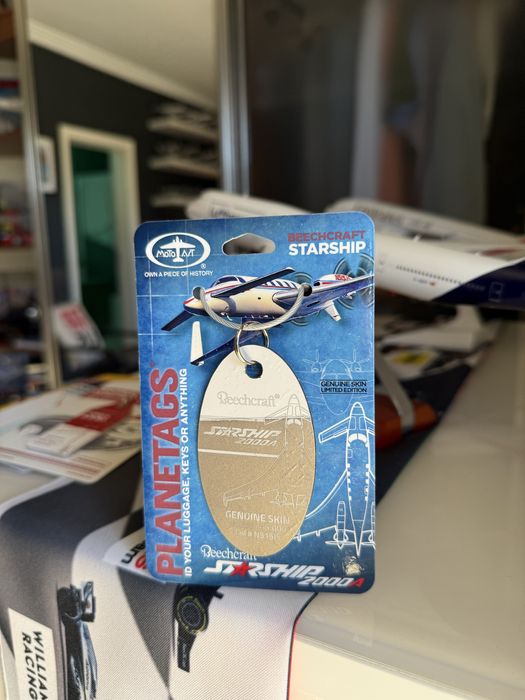 MotoArt
®
OWN A PIECE OF HISTORY
BEECHCRAFT
STARSHIP
PLANETAGS
ID YOUR LUGGAGE, KEYS OR ANYTHING
GENUINE SKIN
LIMITED EDITION
Beechcraft®
STARSHIP
2000A
GENUINE SKIN
Beechcraft
STARSHIP
2000A
WILLIAMS
RACING